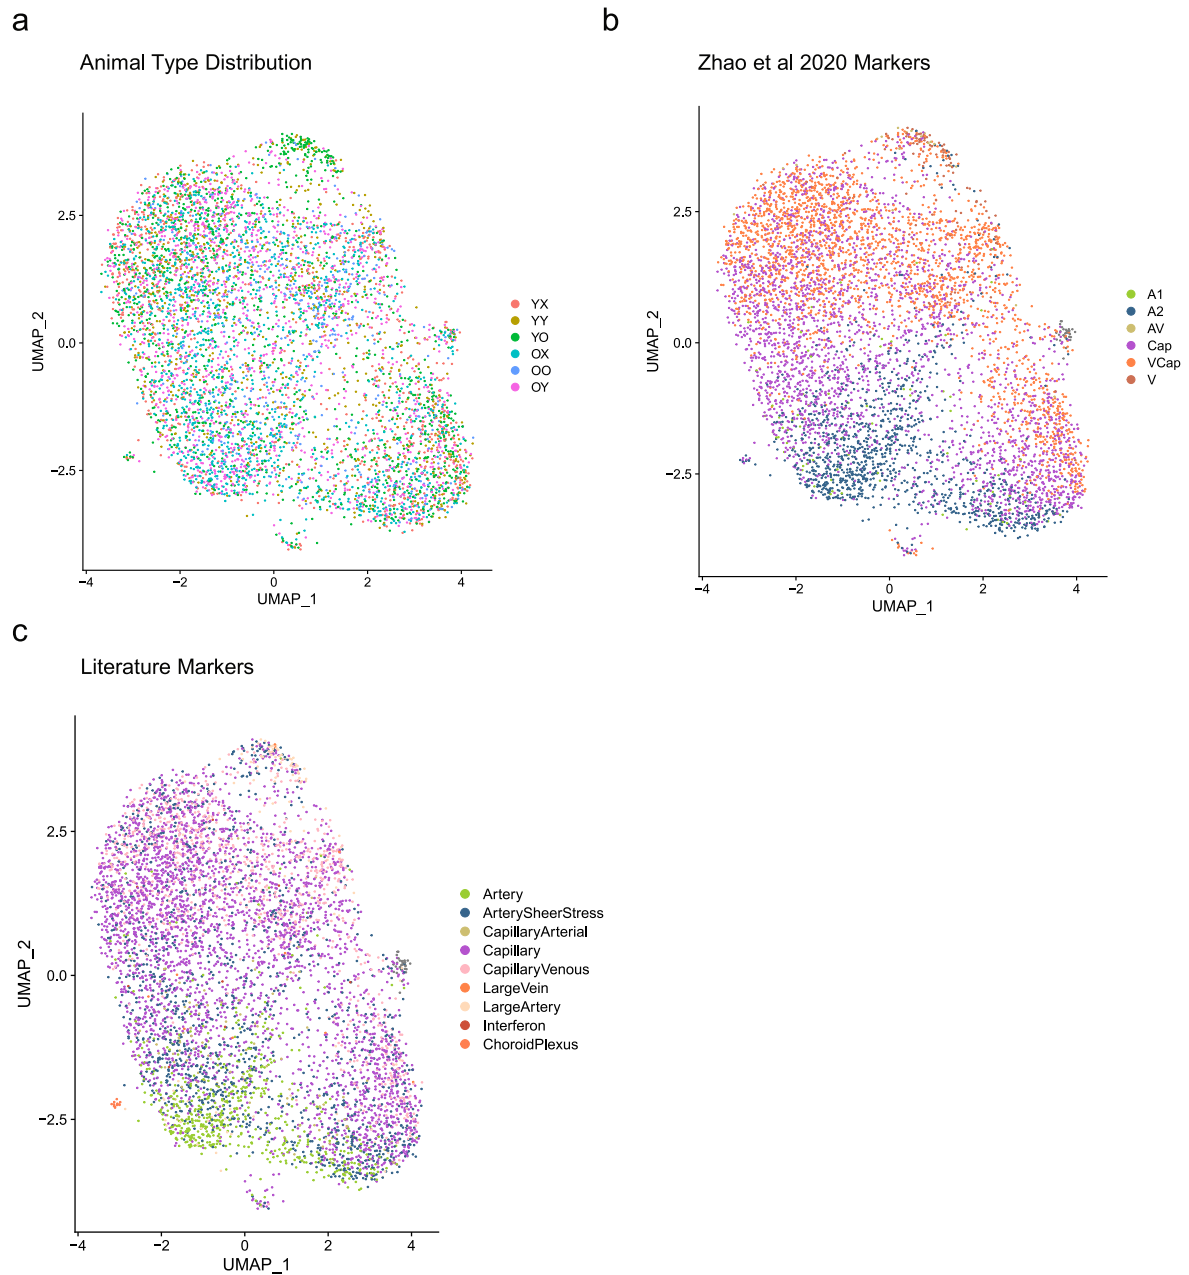 a
Animal Type Distribution
UMAP_2
2.5
0.0
−2.5
−4
−2
0
2
4
UMAP_1
YX
YY
YO
OX
OO
OY
b
Zhao et al 2020 Markers
UMAP_2
2.5
0.0
−2.5
−4
−2
0
2
4
UMAP_1
A1
A2
AV
Cap
VCap
V
c
Literature Markers
UMAP_2
2.5
0.0
−2.5
−4
−2
0
2
4
UMAP_1
Artery
ArterySheerStress
CapillaryArterial
Capillary
CapillaryVenous
LargeVein
LargeArtery
Interferon
ChoroidPlexus